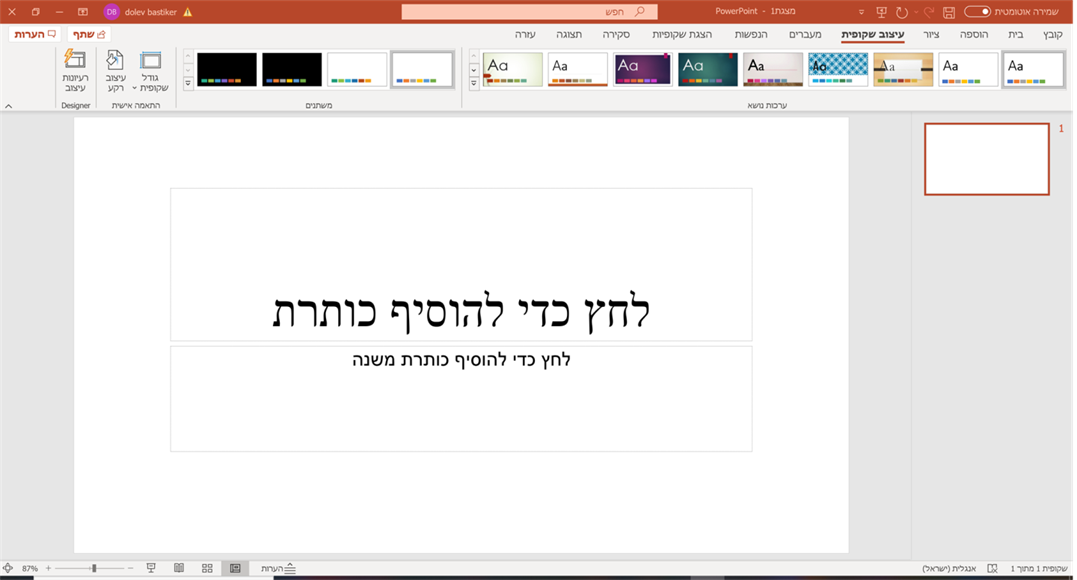 שמירה אוטומטית
מצגת1 - PowerPoint
חפש
dolev bastiker
DB
קובץ
בית
הוספה
ציור
עיצוב שקופית
מעברים
הנפשות
הצגת שקופיות
סקירה
תצוגה
עזרה
שתף
הערות
Aa
Aa
Aa
Aa
Aa
Aa
Aa
Aa
Aa
ערכות נושא
משתנים
גודל
שקופית
עיצוב
רקע
התאמה אישית
רעיונות
עיצוב
Designer
1
לחץ כדי להוסיף כותרת
לחץ כדי להוסיף כותרת משנה
שקופית 1 מתוך 1
אנגלית (ישראל)
הערות
87%